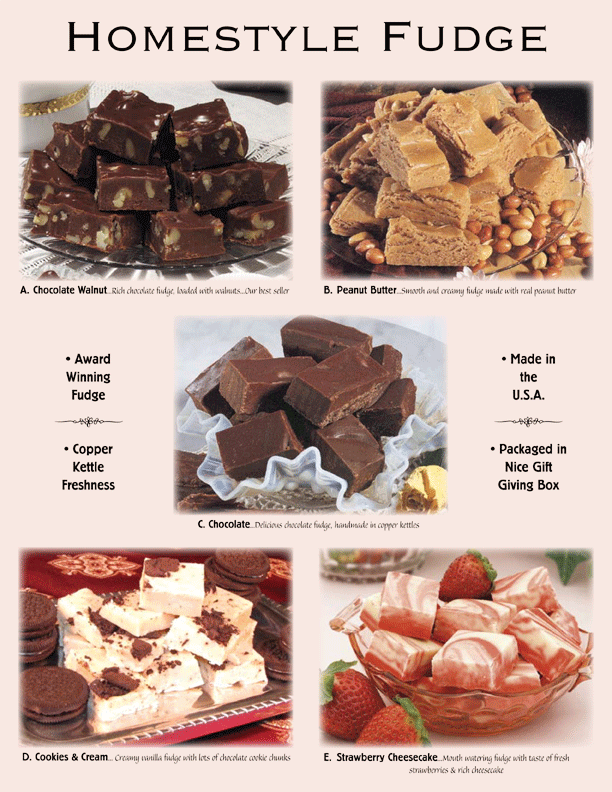 HOMESTYLE FUDGE
A. Chocolate Walnut...Rich chocolate fudge, loaded with walnuts...Our best seller
B. Peanut Butter...Smooth and creamy fudge made with real peanut butter
• Award
Winning
Fudge
• Copper
Kettle
Freshness
• Made in
the
U.S.A.
• Packaged in
Nice Gift
Giving Box
C. Chocolate...Delicious chocolate fudge, handmade in copper kettles
D. Cookies & Cream... Creamy vanilla fudge with lots of chocolate cookie chunks
E. Strawberry Cheesecake...Mouth watering fudge with taste of fresh
strawberries & rich cheesecake